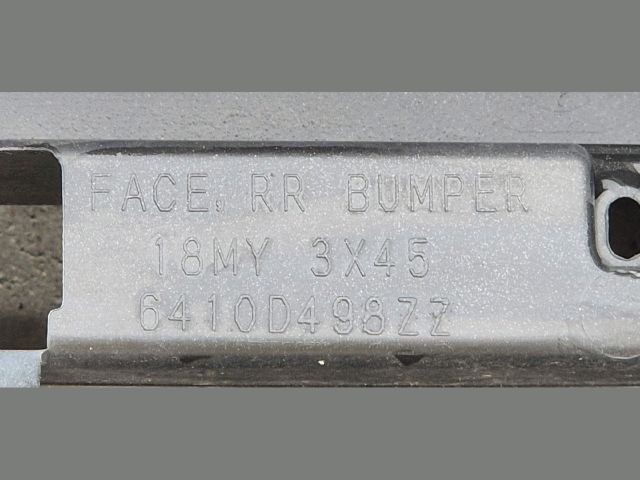 FACE, RR BUMPER
18MY 3X45
6410D498ZZ